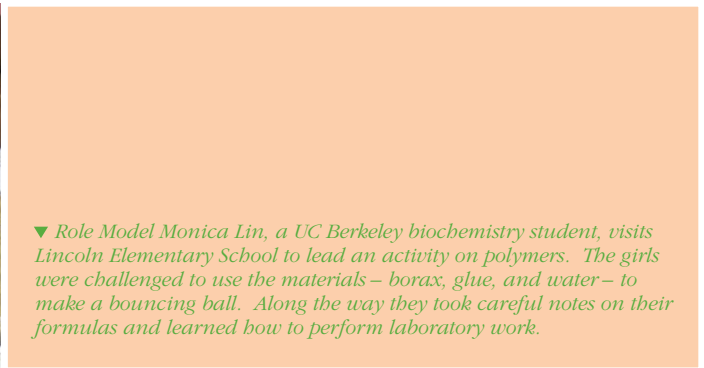 ▼ Role Model Monica Lin, a UC Berkeley biochemistry student, visits
Lincoln Elementary School to lead an activity on polymers.  The girls
were challenged to use the materials – borax, glue, and water – to
make a bouncing ball.  Along the way they took careful notes on their
formulas and learned how to perform laboratory work.